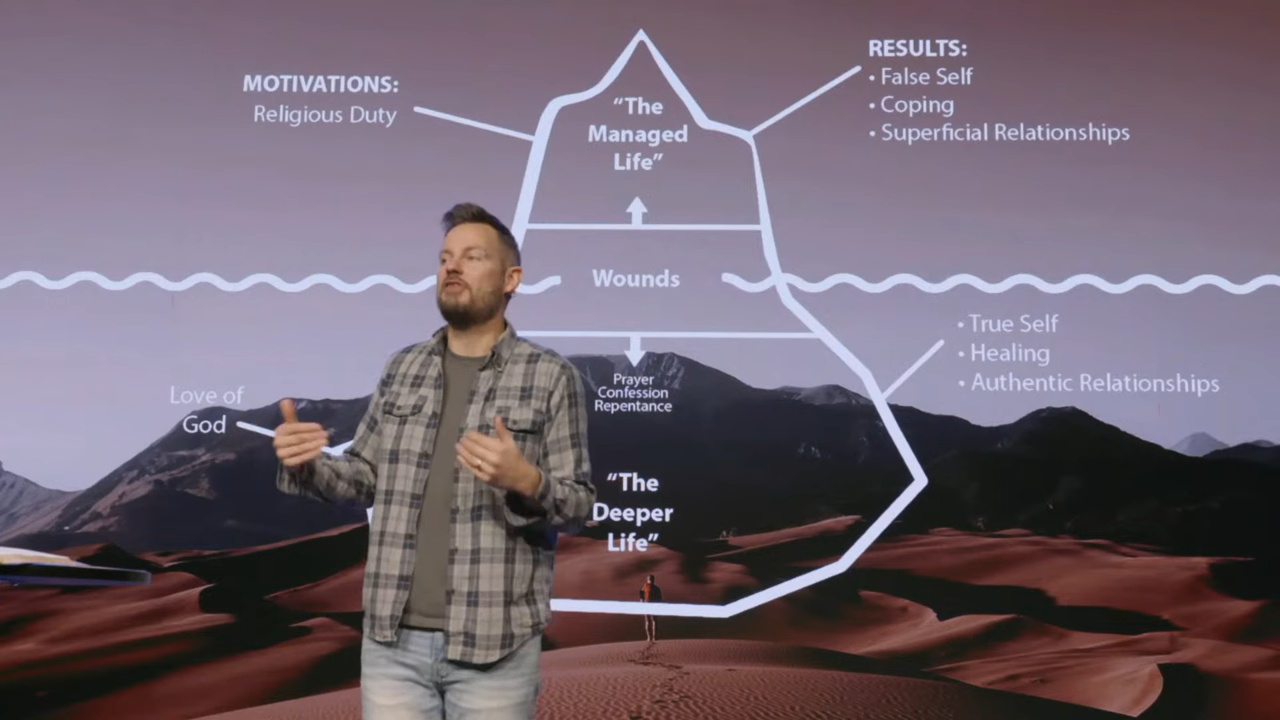 MOTIVATIONS:
Religious Duty
"The
Managed
Life"
RESULTS:
• False Self
• Coping
• Superficial Relationships
Wounds
• True Self
• Healing
• Authentic Relationships
Love of
God
Prayer
Confession
Repentance
"The
Deeper
Life"